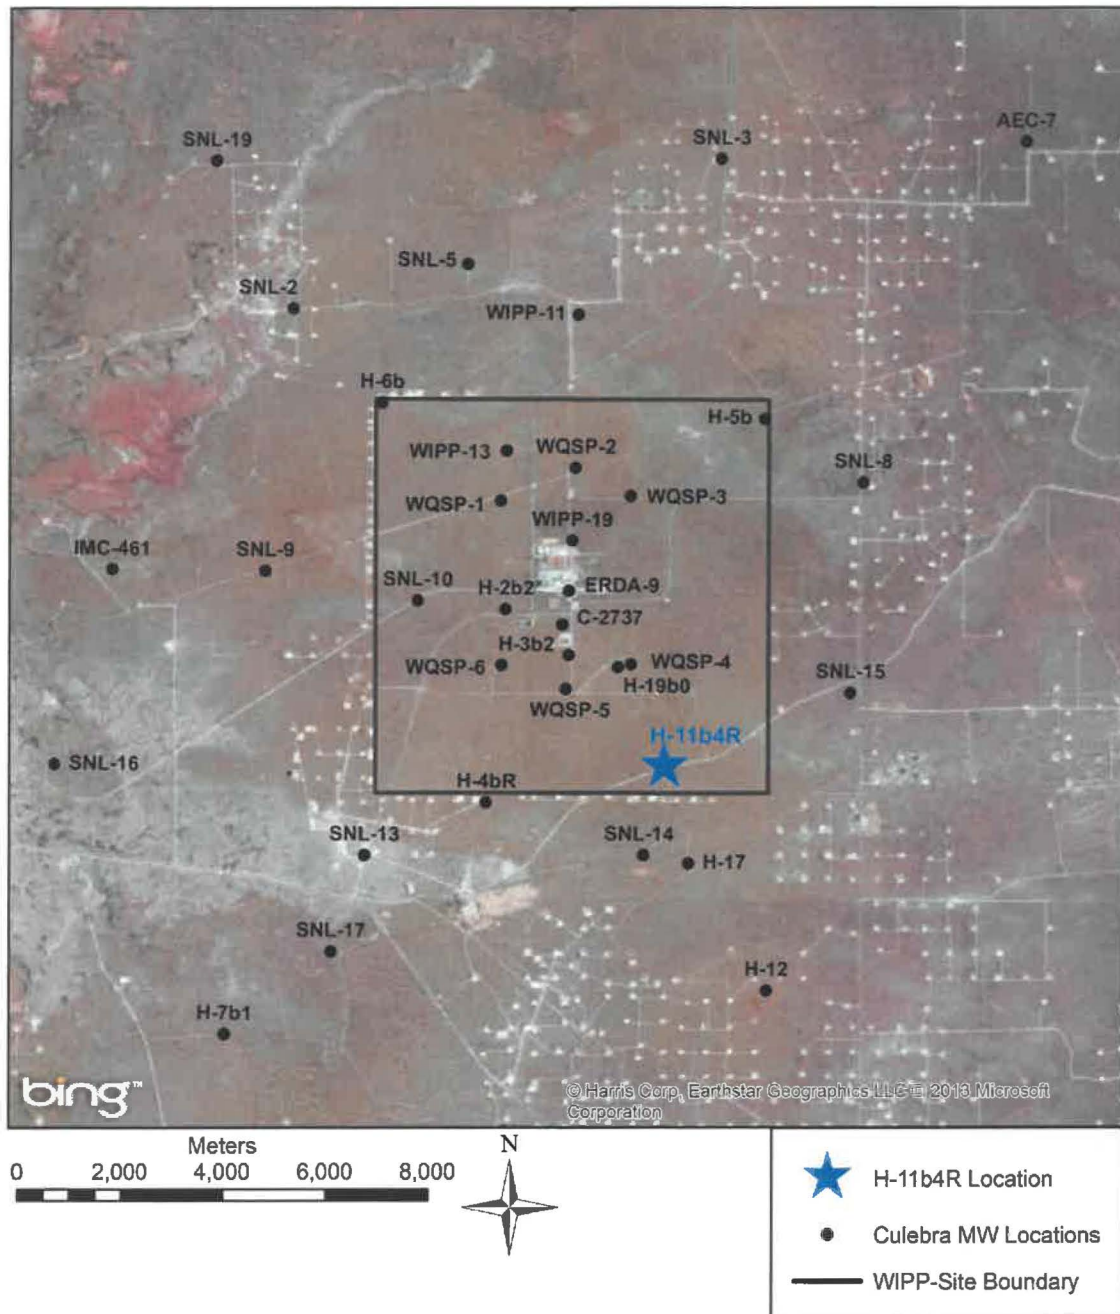 SNL-19
SNL-3
AEC-7
SNL-5
SNL-2
WIPP-11
H-6b
H-5b
WIPP-13
WQSP-2
SNL-8
WQSP-1
WQSP-3
WIPP-19
IMC-461
SNL-9
SNL-10
H-2b2*
ERDA-9
C-2737
H-3b2
WQSP-6
WQSP-4
H-19b0
SNL-15
WQSP-5
H-11b4R
SNL-16
H-4bR
SNL-13
SNL-14
H-17
SNL-17
H-12
H-7b1
bing™
© Harris Corp, Earthstar Geographics LLC © 2013 Microsoft
Corporation
Meters
0 2,000 4,000 6,000 8,000
N
H-11b4R Location
Culebra MW Locations
WIPP-Site Boundary